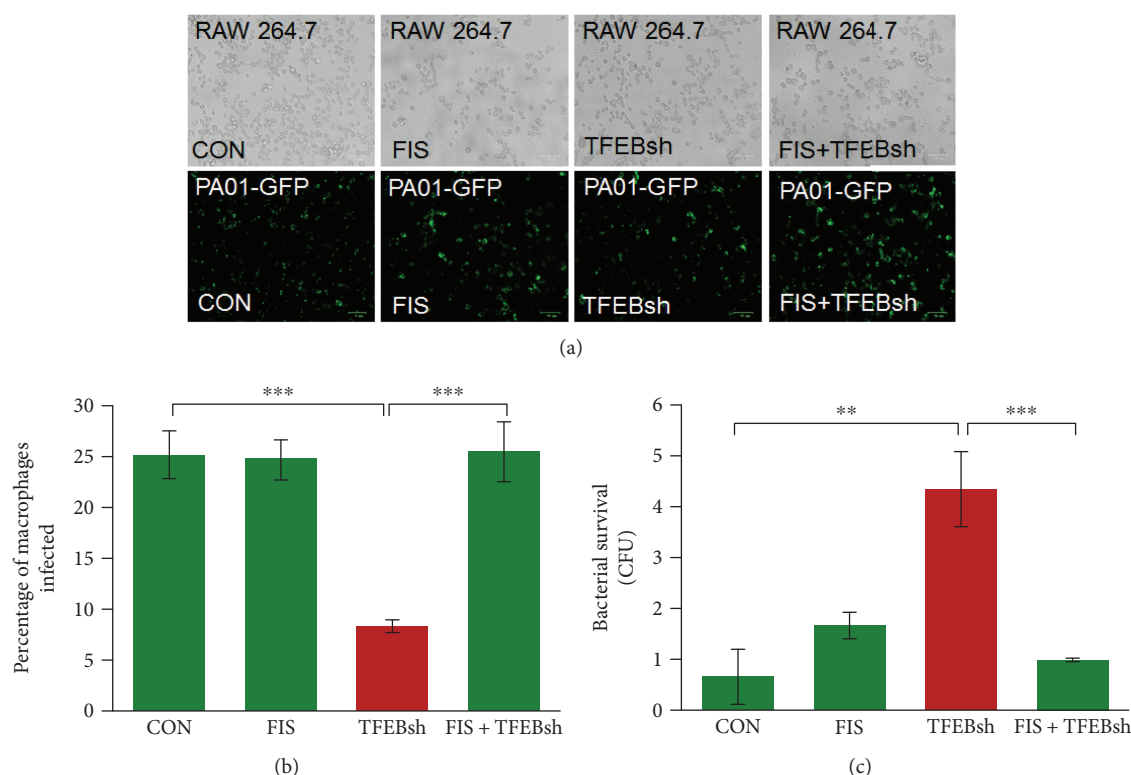 RAW 264.7
RAW 264.7
RAW 264.7
RAW 264.7
CON
FIS
TFEBsh
FIS+TFEBsh
PA01-GFP
PA01-GFP
PA01-GFP
PA01-GFP
CON
FIS
TFEBsh
FIS+TFEBsh
(a)
Percentage of macrophages
infected
30
25
20
15
10
5
0
***
***
CON
FIS
TFEBsh
FIS + TFEBsh
(b)
Bacterial survival
(CFU)
6
5
4
3
2
1
0
**
***
CON
FIS
TFEBsh
FIS + TFEBsh
(c)